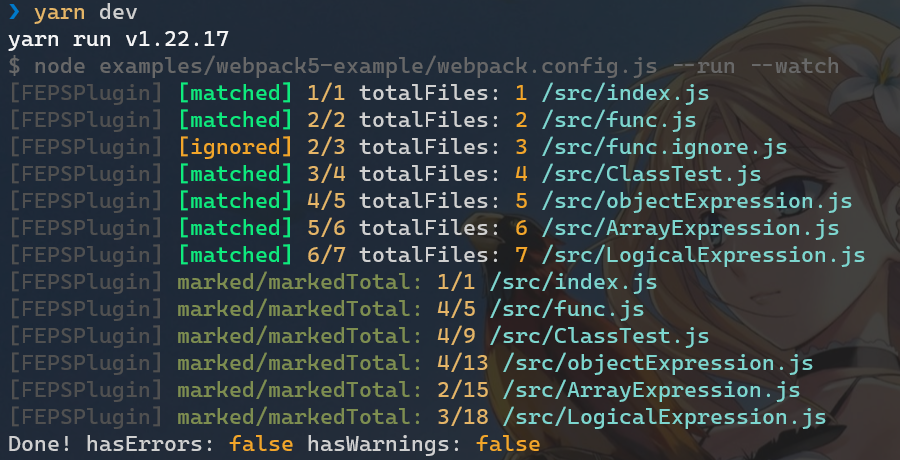 ❯ yarn dev
yarn run v1.22.17
$ node examples/webpack5-example/webpack.config.js --run --watch
[FEPSPlugin] [matched] 1/1 totalFiles: 1 /src/index.js
[FEPSPlugin] [matched] 2/2 totalFiles: 2 /src/func.js
[FEPSPlugin] [ignored] 2/3 totalFiles: 3 /src/func.ignore.js
[FEPSPlugin] [matched] 3/4 totalFiles: 4 /src/ClassTest.js
[FEPSPlugin] [matched] 4/5 totalFiles: 5 /src/objectExpression.js
[FEPSPlugin] [matched] 5/6 totalFiles: 6 /src/ArrayExpression.js
[FEPSPlugin] [matched] 6/7 totalFiles: 7 /src/LogicalExpression.js
[FEPSPlugin] marked/markedTotal: 1/1 /src/index.js
[FEPSPlugin] marked/markedTotal: 4/5 /src/func.js
[FEPSPlugin] marked/markedTotal: 4/9 /src/ClassTest.js
[FEPSPlugin] marked/markedTotal: 4/13 /src/objectExpression.js
[FEPSPlugin] marked/markedTotal: 2/15 /src/ArrayExpression.js
[FEPSPlugin] marked/markedTotal: 3/18 /src/LogicalExpression.js
Done! hasErrors: false hasWarnings: false